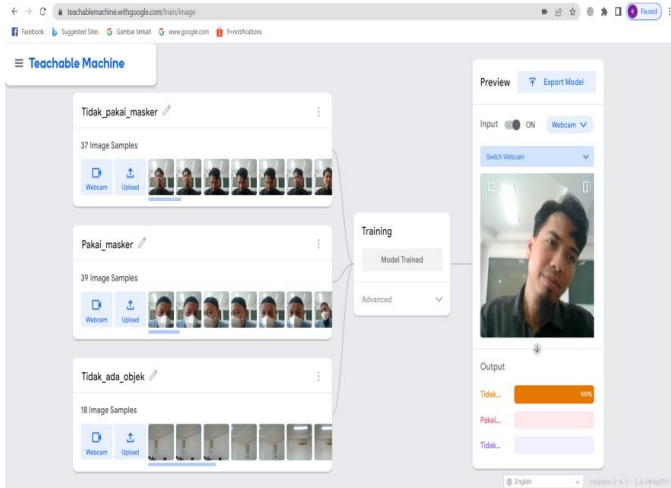 teachablemachine.withgoogle.com/train/image
Paused
Facebook
Suggested Sites
Gambar terkait
www.google.com
9+notifications
Teachable Machine
Tidak_pakai_masker
37 Image Samples
Webcam
Upload
Pakai_masker
39 Image Samples
Webcam
Upload
Tidak_ada_objek
18 Image Samples
Webcam
Upload
Training
Model Trained
Advanced
Preview
Export Model
Input
ON
Webcam
Switch Webcam
Output
Tidak...
100%
Pakai...
Tidak...
English